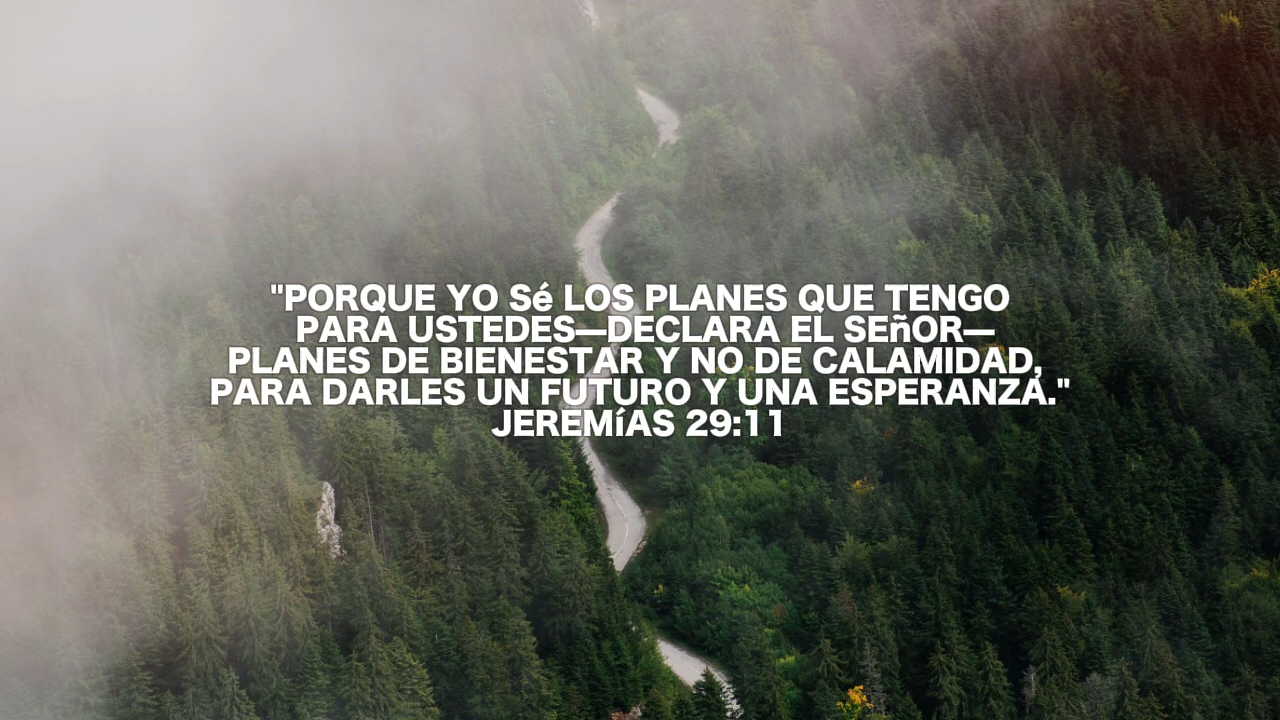 "PORQUE YO Sé LOS PLANES QUE TENGO
PARA USTEDES—DECLARA EL SEñOR—
PLANES DE BIENESTAR Y NO DE CALAMIDAD,
PARA DARLES UN FUTURO Y UNA ESPERANZA."
JEREMíAS 29:11